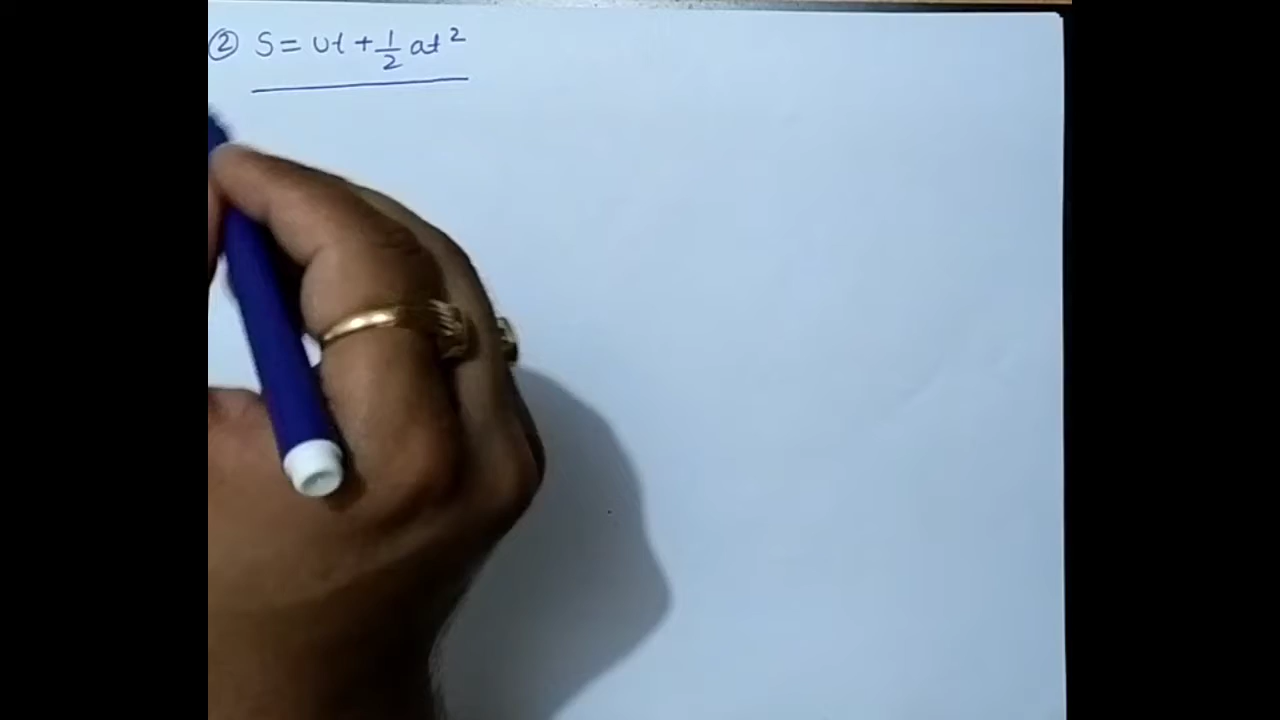 ② S = ut + 1/2 at²